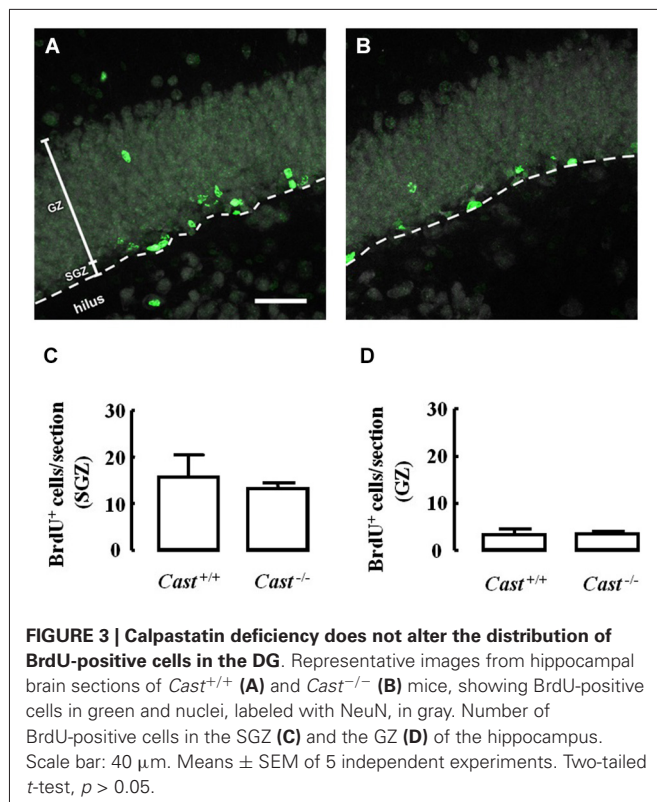 A
B
GZ
SGZ
hilus
C
D
BrdU⁺ cells/section
(SGZ)
30
20
10
0
Cast⁺/⁺
Cast⁻/⁻
BrdU⁺ cells/section
(GZ)
30
20
10
0
Cast⁺/⁺
Cast⁻/⁻
FIGURE 3 | Calpastatin deficiency does not alter the distribution of
BrdU-positive cells in the DG. Representative images from hippocampal
brain sections of Cast⁺/⁺ (A) and Cast⁻/⁻ (B) mice, showing BrdU-positive
cells in green and nuclei, labeled with NeuN, in gray. Number of
BrdU-positive cells in the SGZ (C) and the GZ (D) of the hippocampus.
Scale bar: 40 μm. Means ± SEM of 5 independent experiments. Two-tailed
t-test, p > 0.05.